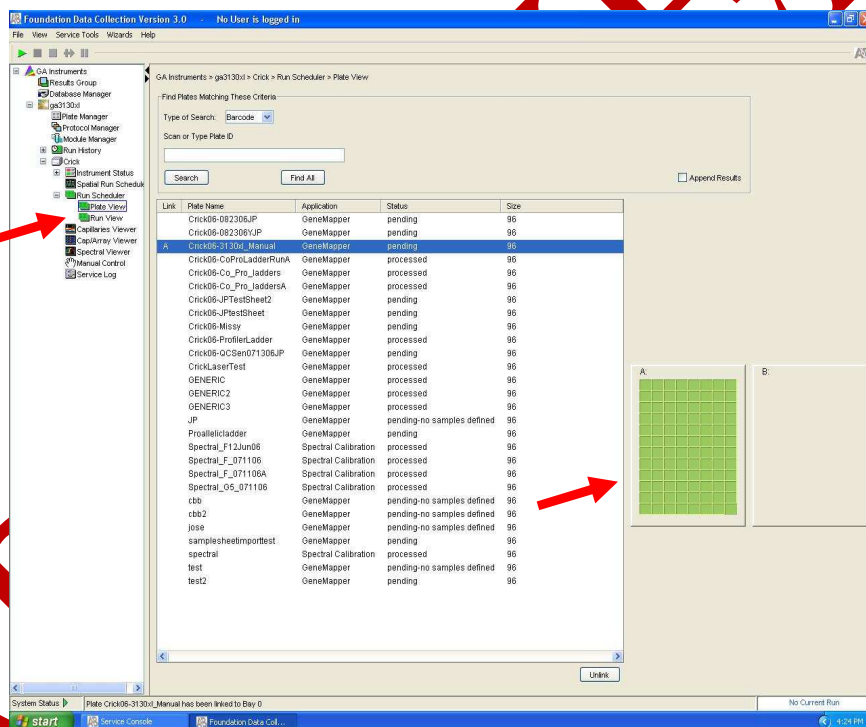 Foundation Data Collection Version 3.0 - No User is logged in
File View Service Tools Wizards Help
GA Instruments
Results Group
Database Manager
ga3130xl
Plate Manager
Protocol Manager
Module Manager
Run History
Crick
Instrument Status
Spatial Run Schedule
Run Scheduler
Plate View
Run View
Capillaries Viewer
Cap/Array Viewer
Spectral Viewer
Manual Control
Service Log
GA Instruments > ga3130xl > Crick > Run Scheduler > Plate View
Find Plates Matching These Criteria
Type of Search: Barcode
Scan or Type Plate ID
Search Find All Append Results
Link Plate Name Application Status Size
Crick06-082306JP GeneMapper pending 96
Crick06-082306YJP GeneMapper pending 96
A Crick06-3130xl_Manual GeneMapper pending 96
Crick06-CoProLadderRunA GeneMapper processed 96
Crick06-Co_Pro_ladders GeneMapper processed 96
Crick06-Co_Pro_laddersA GeneMapper processed 96
Crick06-JPTestSheet2 GeneMapper pending 96
Crick06-JPtestSheet GeneMapper pending 96
Crick06-Missy GeneMapper pending 96
Crick06-ProfilerLadder GeneMapper processed 96
Crick06-QCSen071306JP GeneMapper pending 96
CrickLaserTest GeneMapper processed 96
GENERIC GeneMapper processed 96
GENERIC2 GeneMapper processed 96
GENERIC3 GeneMapper processed 96
JP GeneMapper pending-no samples defined 96
Proallelicladder GeneMapper pending 96
Spectral_F12Jun06 Spectral Calibration processed 96
Spectral_F_071106 Spectral Calibration processed 96
Spectral_F_071106A Spectral Calibration processed 96
Spectral_G5_071106 Spectral Calibration processed 96
cbb GeneMapper pending-no samples defined 96
cbb2 GeneMapper pending-no samples defined 96
jose GeneMapper pending-no samples defined 96
samplesheetimporttest GeneMapper pending 96
spectral Spectral Calibration processed 96
test GeneMapper pending-no samples defined 96
test2 GeneMapper pending 96
A: B:
Unlink
System Status Plate Crick06-3130xl_Manual has been linked to Bay 0 No Current Run
start Service Console Foundation Data Coll... 4:24 PM